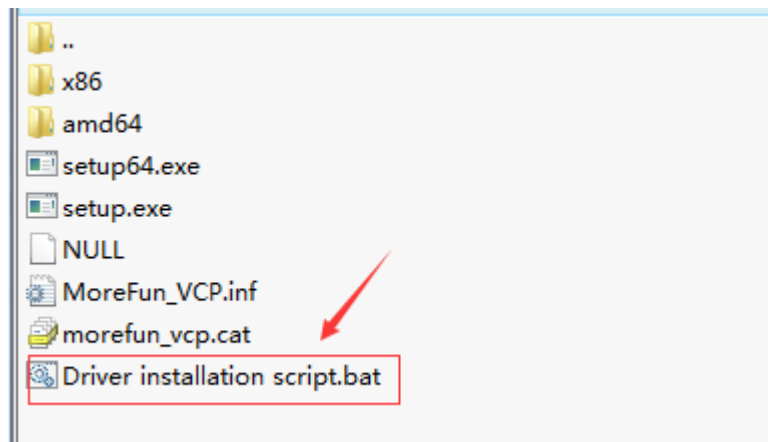 ..
x86
amd64
setup64.exe
setup.exe
NULL
MoreFun_VCP.inf
morefun_vcp.cat
Driver installation script.bat